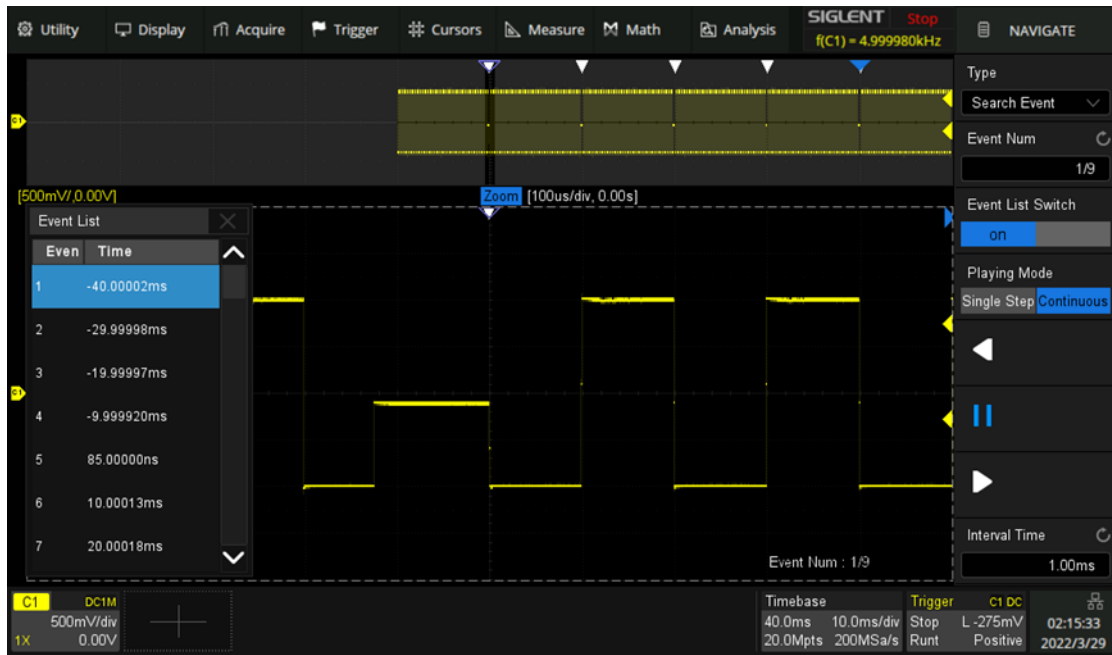 Utility Display Acquire Trigger Cursors Measure Math Analysis SIGLENT Stop NAVIGATE
f(C1) = 4.999980kHz
Type
Search Event
C1
Event Num
1/9
[500mV/,0.00V] Zoom [100us/div, 0.00s]
Event List Switch
on
Event List
Even Time
1 -40.00002ms
2 -29.99998ms
3 -19.99997ms
4 -9.999920ms
5 85.00000ns
6 10.00013ms
7 20.00018ms
Playing Mode
Single Step Continuous
C1
Interval Time
1.00ms
Event Num : 1/9
C1 DC1M
500mV/div
1X 0.00V
Timebase
40.0ms 10.0ms/div
20.0Mpts 200MSa/s
Trigger C1 DC
Stop L -275mV
Runt Positive
02:15:33
2022/3/29